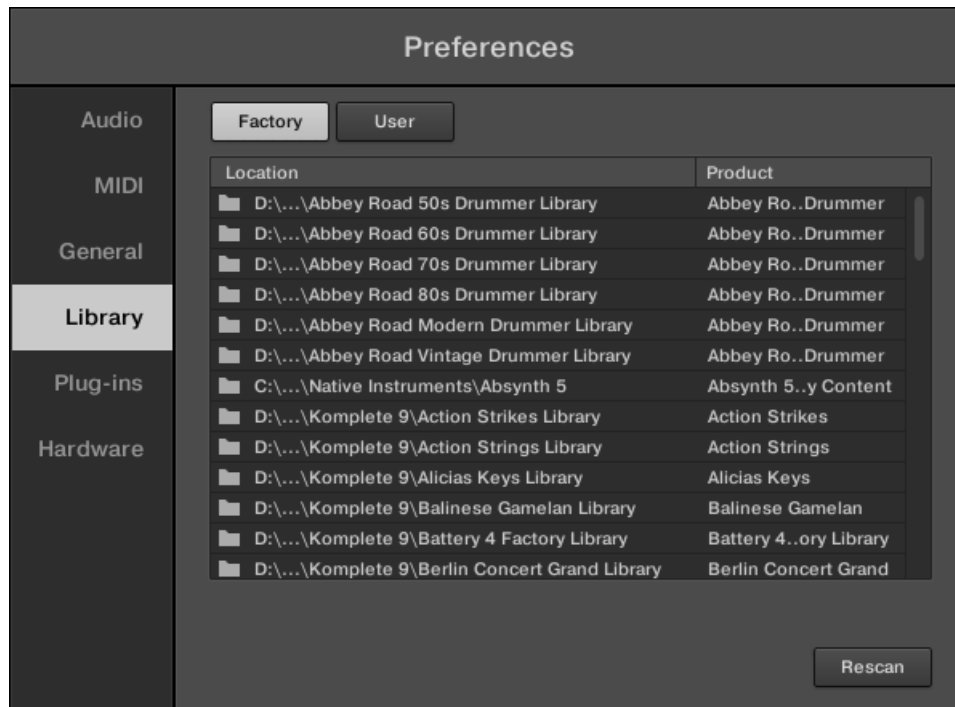 Preferences
Audio
MIDI
General
Library
Plug-ins
Hardware
Factory User
Location Product
D:\...\Abbey Road 50s Drummer Library Abbey Ro..Drummer
D:\...\Abbey Road 60s Drummer Library Abbey Ro..Drummer
D:\...\Abbey Road 70s Drummer Library Abbey Ro..Drummer
D:\...\Abbey Road 80s Drummer Library Abbey Ro..Drummer
D:\...\Abbey Road Modern Drummer Library Abbey Ro..Drummer
D:\...\Abbey Road Vintage Drummer Library Abbey Ro..Drummer
C:\...\Native Instruments\Absynth 5 Absynth 5..y Content
D:\...\Komplete 9\Action Strikes Library Action Strikes
D:\...\Komplete 9\Action Strings Library Action Strings
D:\...\Komplete 9\Alicias Keys Library Alicias Keys
D:\...\Komplete 9\Balinese Gamelan Library Balinese Gamelan
D:\...\Komplete 9\Battery 4 Factory Library Battery 4..ory Library
D:\...\Komplete 9\Berlin Concert Grand Library Berlin Concert Grand
Rescan